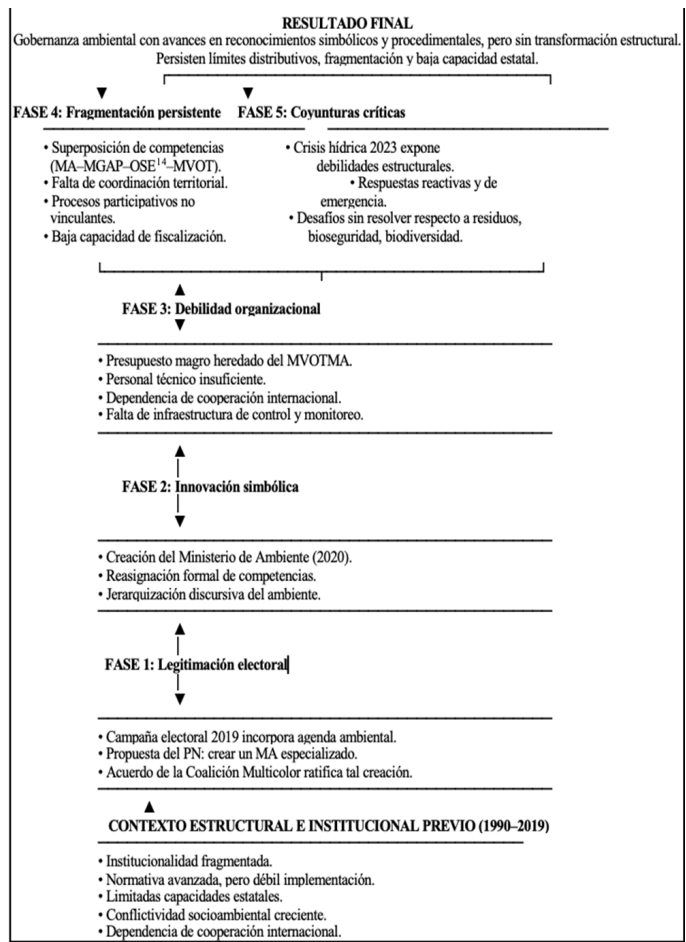 RESULTADO FINAL
Gobernanza ambiental con avances en reconocimientos simbólicos y procedimentales, pero sin transformación estructural.
Persisten límites distributivos, fragmentación y baja capacidad estatal.
FASE 4: Fragmentación persistente
• Superposición de competencias
(MA–MGAP–OSE14–MVOT).
• Falta de coordinación territorial.
• Procesos participativos no
vinculantes.
• Baja capacidad de fiscalización.
FASE 5: Coyunturas críticas
• Crisis hídrica 2023 expone
debilidades estructurales.
• Respuestas reactivas y de
emergencia.
• Desafíos sin resolver respecto a residuos,
bioseguridad, biodiversidad.
FASE 3: Debilidad organizacional
• Presupuesto magro heredado del MVOTMA.
• Personal técnico insuficiente.
• Dependencia de cooperación internacional.
• Falta de infraestructura de control y monitoreo.
FASE 2: Innovación simbólica
• Creación del Ministerio de Ambiente (2020).
• Reasignación formal de competencias.
• Jerarquización discursiva del ambiente.
FASE 1: Legitimación electoral
• Campaña electoral 2019 incorpora agenda ambiental.
• Propuesta del PN: crear un MA especializado.
• Acuerdo de la Coalición Multicolor ratifica tal creación.
CONTEXTO ESTRUCTURAL E INSTITUCIONAL PREVIO (1990–2019)
• Institucionalidad fragmentada.
• Normativa avanzada, pero débil implementación.
• Limitadas capacidades estatales.
• Conflictividad socioambiental creciente.
• Dependencia de cooperación internacional.